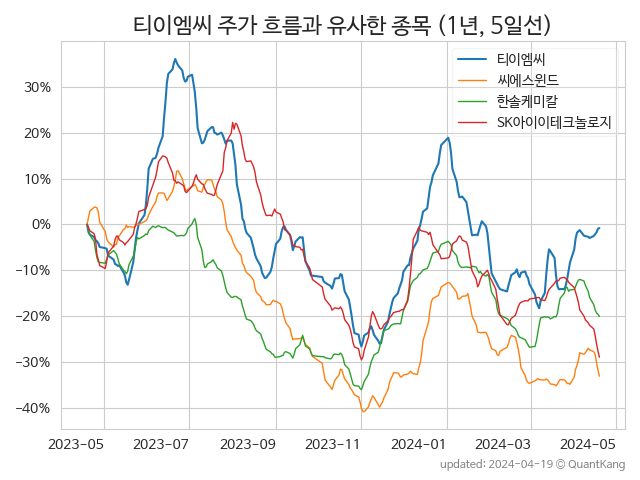 티이엠씨 주가 흐름과 유사한 종목 (1년, 5일선)
티이엠씨
씨에스윈드
한솔케미칼
SK아이이테크놀로지
30%
20%
10%
0%
−10%
−20%
−30%
−40%
2023-05 2023-07 2023-09 2023-11 2024-01 2024-03 2024-05
updated: 2024-04-19 © QuantKang